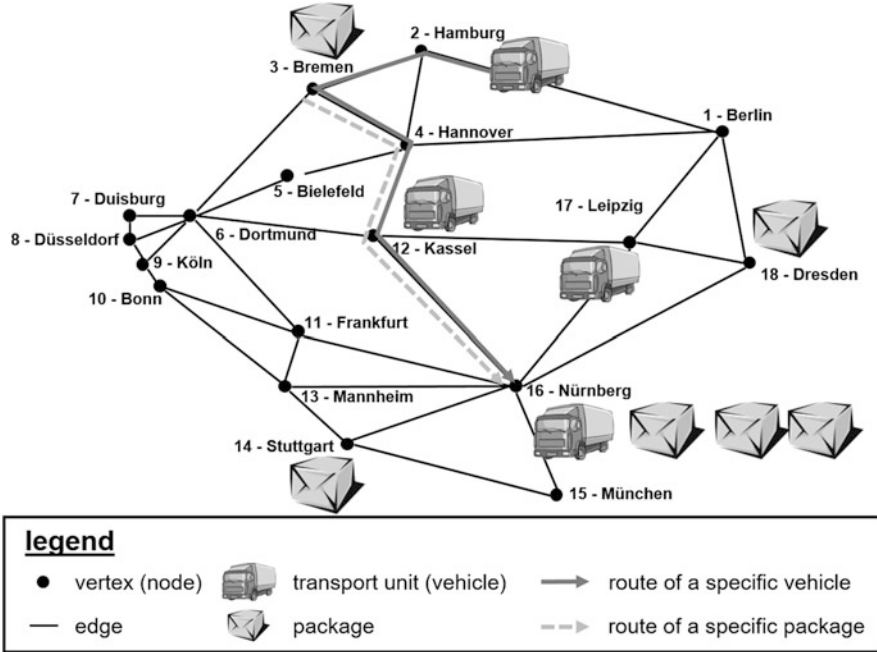 2 - Hamburg
3 - Bremen
1 - Berlin
4 - Hannover
5 - Bielefeld
7 - Duisburg
17 - Leipzig
6 - Dortmund
8 - Düsseldorf
12 - Kassel
9 - Köln
18 - Dresden
10 - Bonn
11 - Frankfurt
16 - Nürnberg
13 - Mannheim
14 - Stuttgart
15 - München
legend
vertex (node)
transport unit (vehicle)
route of a specific vehicle
edge
package
route of a specific package